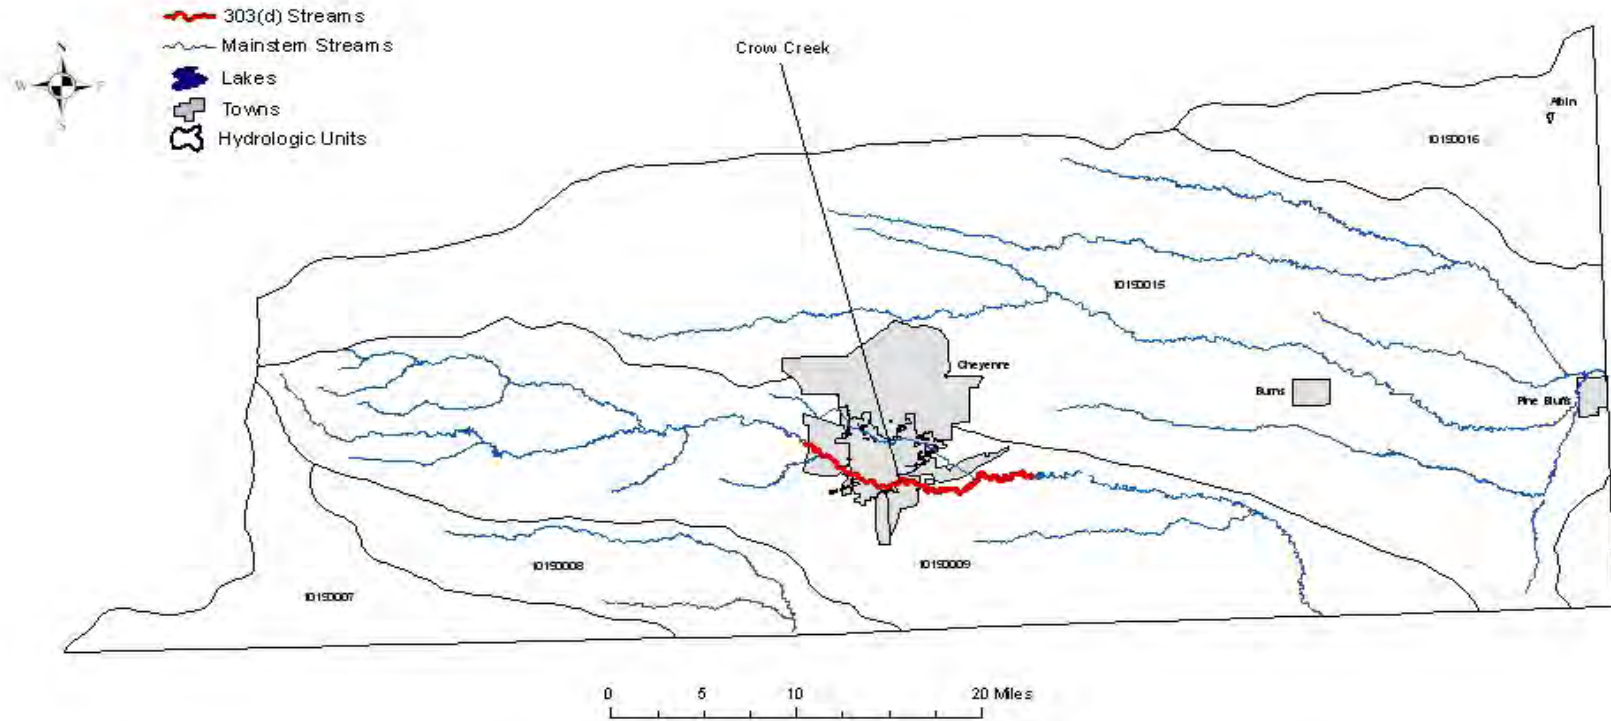 303(d) Streams
Mainstem Streams
Lakes
Towns
Hydrologic Units
N
W
E
S
Crow Creek
Albin
10190016
10190015
Cheyenne
Burns
Pine Bluffs
10190008
10190009
10190007
0 5 10 20 Miles